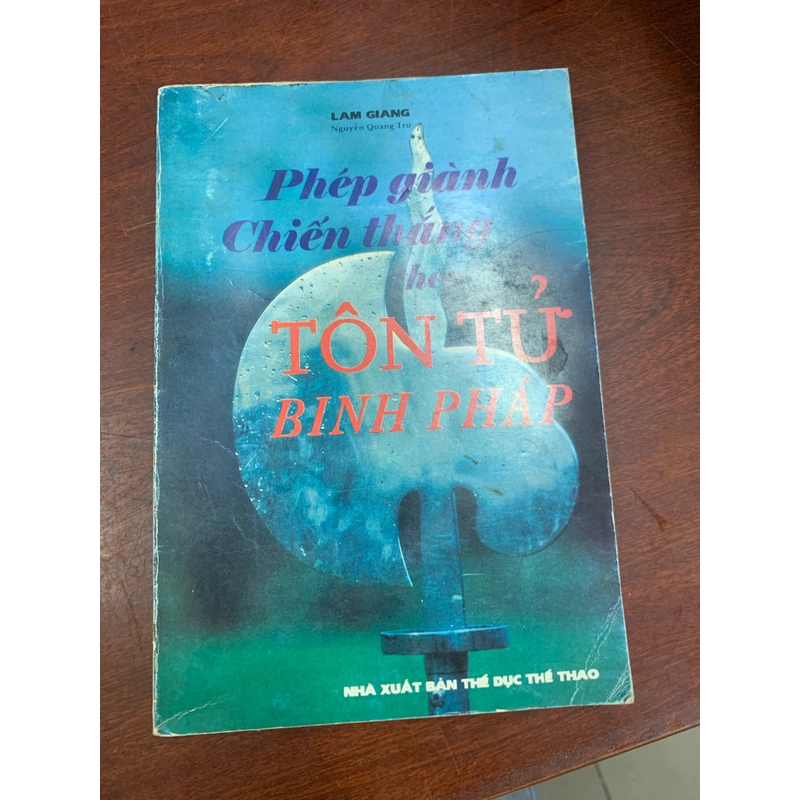 LAM GIANG
Nguyễn Quảng Trứ
Phép giành
Chiến thắng
TÔN TỬ
BINH PHÁP
NHÀ XUẤT BẢN THỂ DỤC THỂ THAO